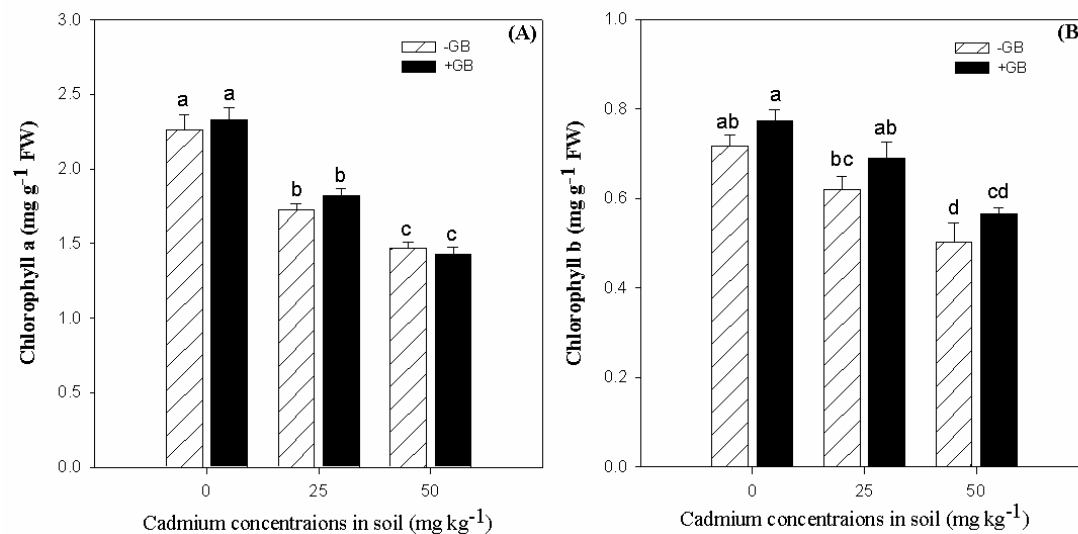 (A)
-GB
+GB
3.0
2.5
2.0
1.5
1.0
0.5
0.0
Chlorophyll a (mg g-1 FW)
a
a
b
b
c
c
0
25
50
Cadmium concentraions in soil (mg kg-1)
(B)
-GB
+GB
1.0
0.8
0.6
0.4
0.2
0.0
Chlorophyll b (mg g-1 FW)
ab
a
bc
ab
d
cd
0
25
50
Cadmium concentraions in soil (mg kg-1)